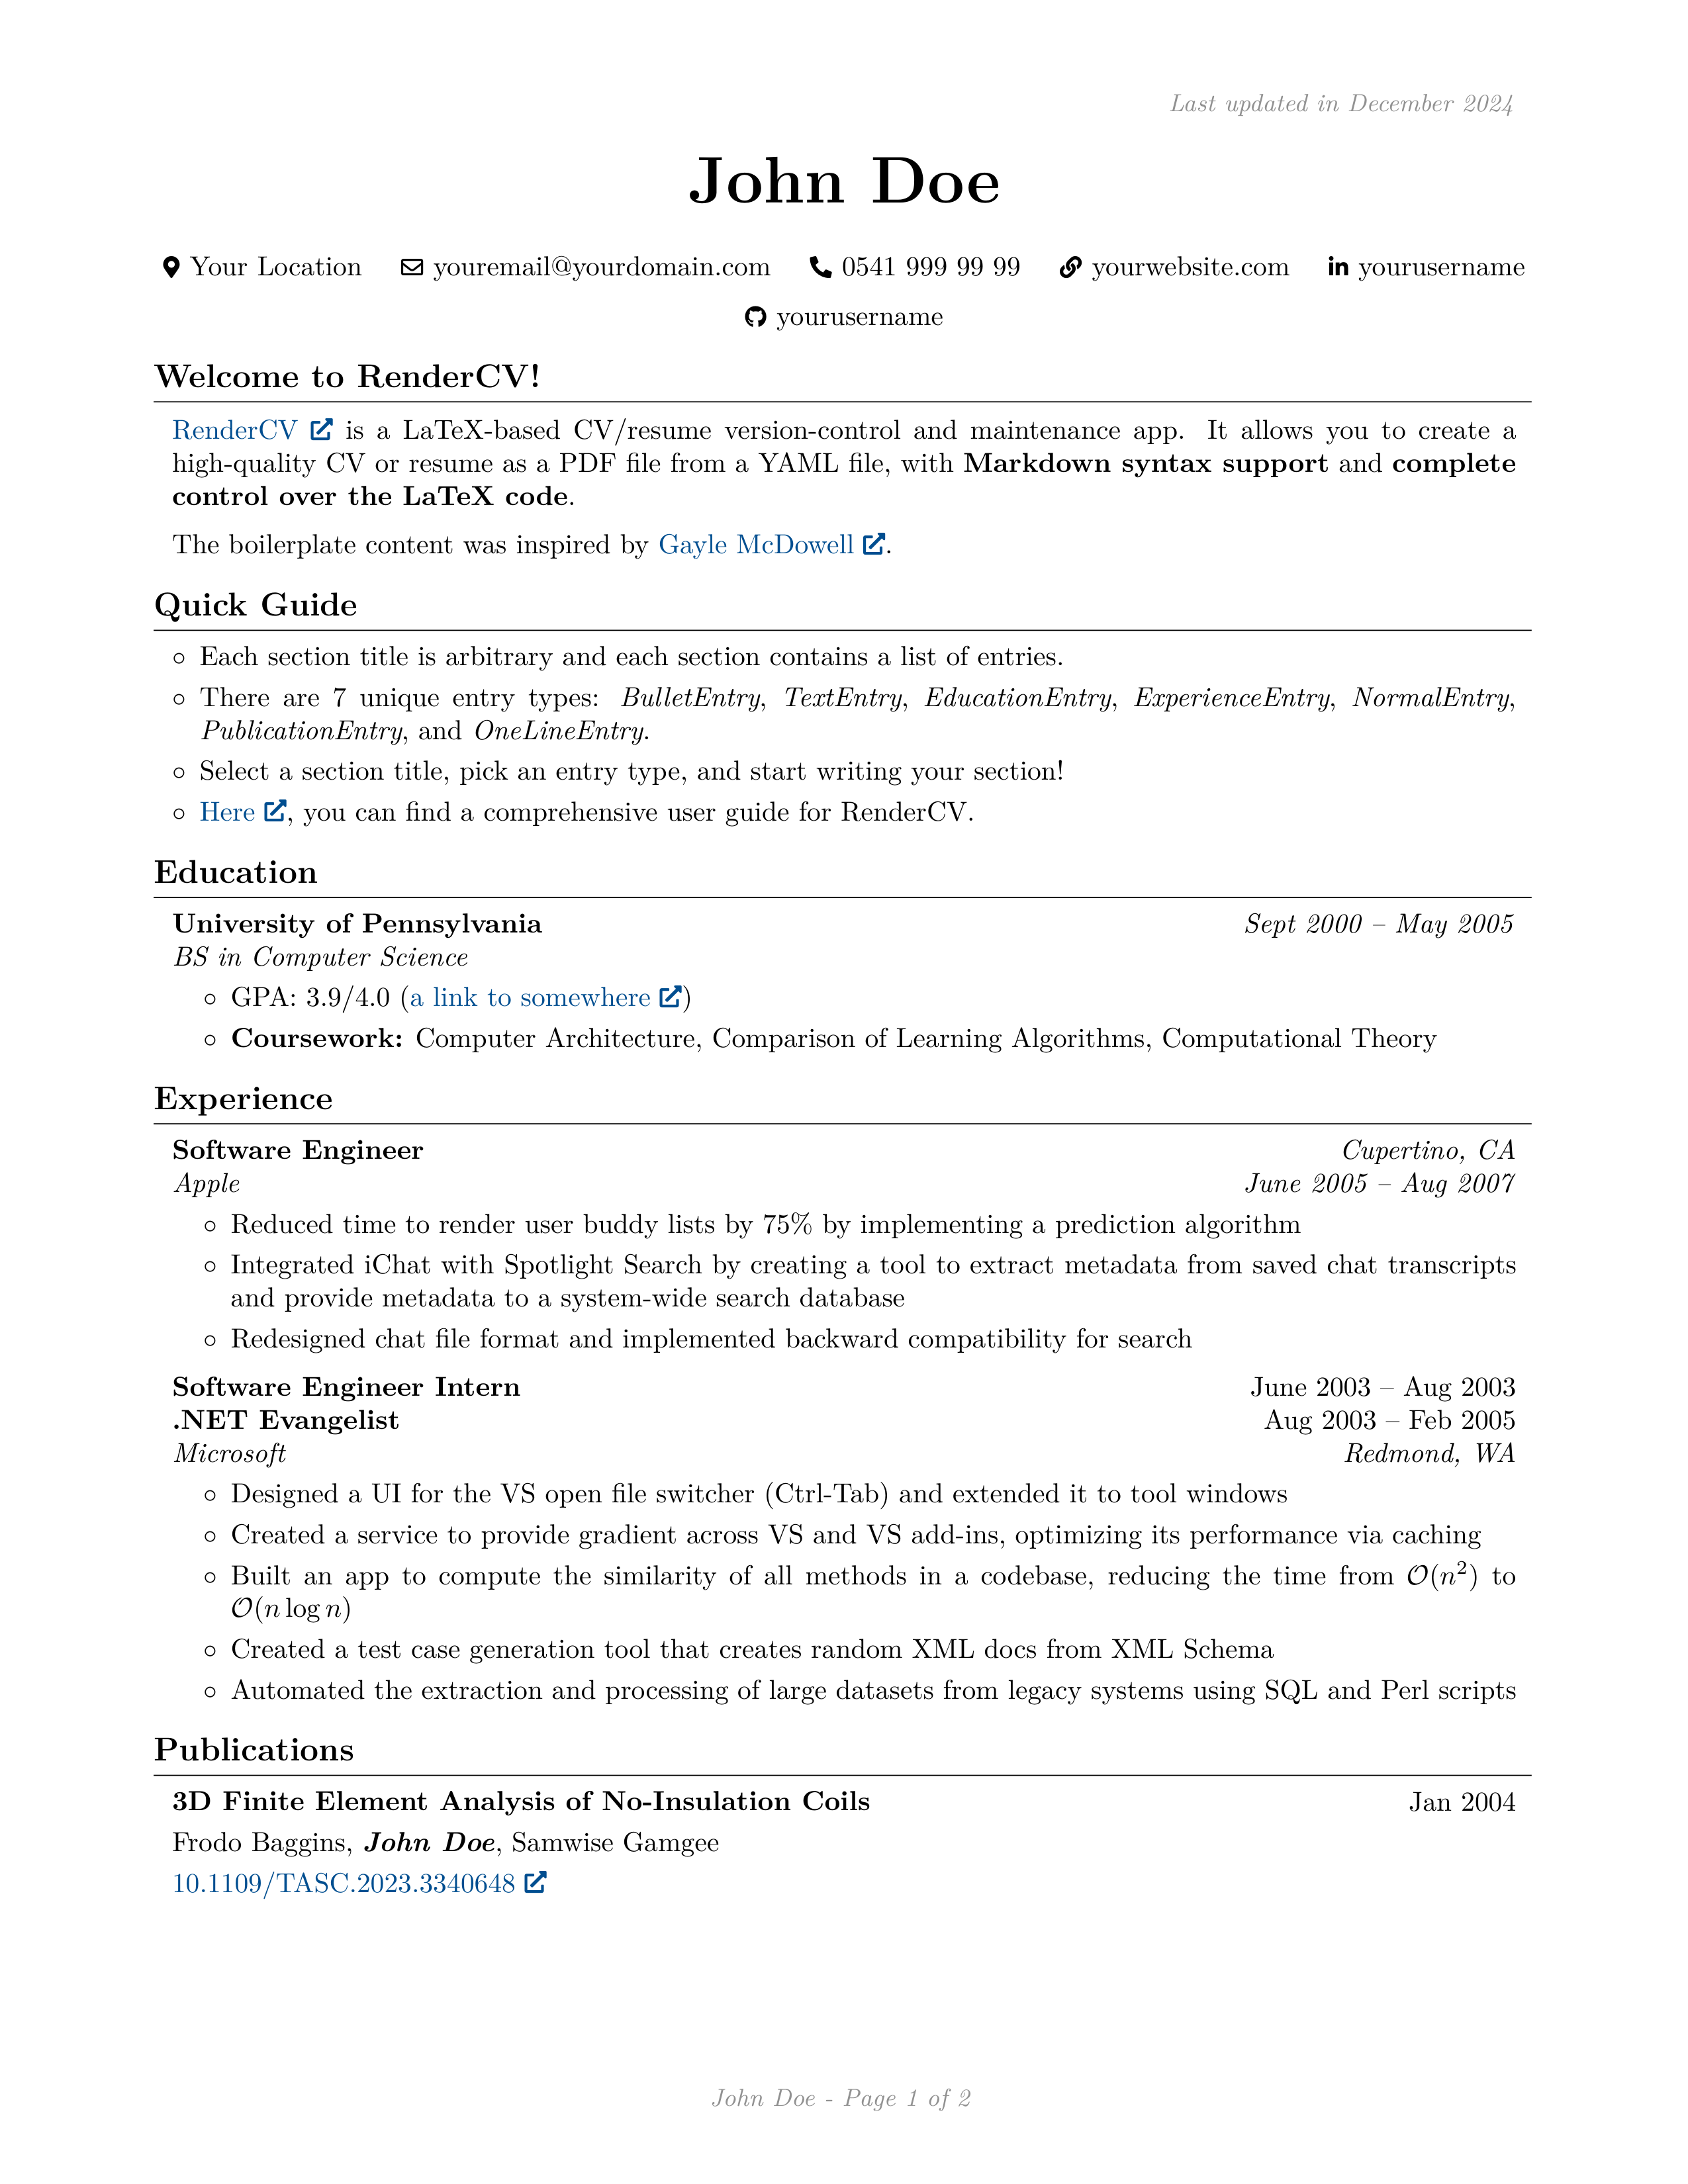 Last updated in December 2024
John Doe
Your Location youremail@yourdomain.com 0541 999 99 99 yourwebsite.com yourusername
yourusername
Welcome to RenderCV!
RenderCV is a LaTeX-based CV/resume version-control and maintenance app. It allows you to create a
high-quality CV or resume as a PDF file from a YAML file, with Markdown syntax support and complete
control over the LaTeX code.
The boilerplate content was inspired by Gayle McDowell.
Quick Guide
◦ Each section title is arbitrary and each section contains a list of entries.
◦ There are 7 unique entry types: BulletEntry, TextEntry, EducationEntry, ExperienceEntry, NormalEntry,
PublicationEntry, and OneLineEntry.
◦ Select a section title, pick an entry type, and start writing your section!
◦ Here, you can find a comprehensive user guide for RenderCV.
Education
University of Pennsylvania Sept 2000 – May 2005
BS in Computer Science
◦ GPA: 3.9/4.0 (a link to somewhere)
◦ Coursework: Computer Architecture, Comparison of Learning Algorithms, Computational Theory
Experience
Software Engineer Cupertino, CA
Apple June 2005 – Aug 2007
◦ Reduced time to render user buddy lists by 75% by implementing a prediction algorithm
◦ Integrated iChat with Spotlight Search by creating a tool to extract metadata from saved chat transcripts
and provide metadata to a system-wide search database
◦ Redesigned chat file format and implemented backward compatibility for search
Software Engineer Intern June 2003 – Aug 2003
.NET Evangelist Aug 2003 – Feb 2005
Microsoft Redmond, WA
◦ Designed a UI for the VS open file switcher (Ctrl-Tab) and extended it to tool windows
◦ Created a service to provide gradient across VS and VS add-ins, optimizing its performance via caching
◦ Built an app to compute the similarity of all methods in a codebase, reducing the time from 𝒪(n²) to
𝒪(n log n)
◦ Created a test case generation tool that creates random XML docs from XML Schema
◦ Automated the extraction and processing of large datasets from legacy systems using SQL and Perl scripts
Publications
3D Finite Element Analysis of No-Insulation Coils Jan 2004
Frodo Baggins, John Doe, Samwise Gamgee
10.1109/TASC.2023.3340648
John Doe - Page 1 of 2